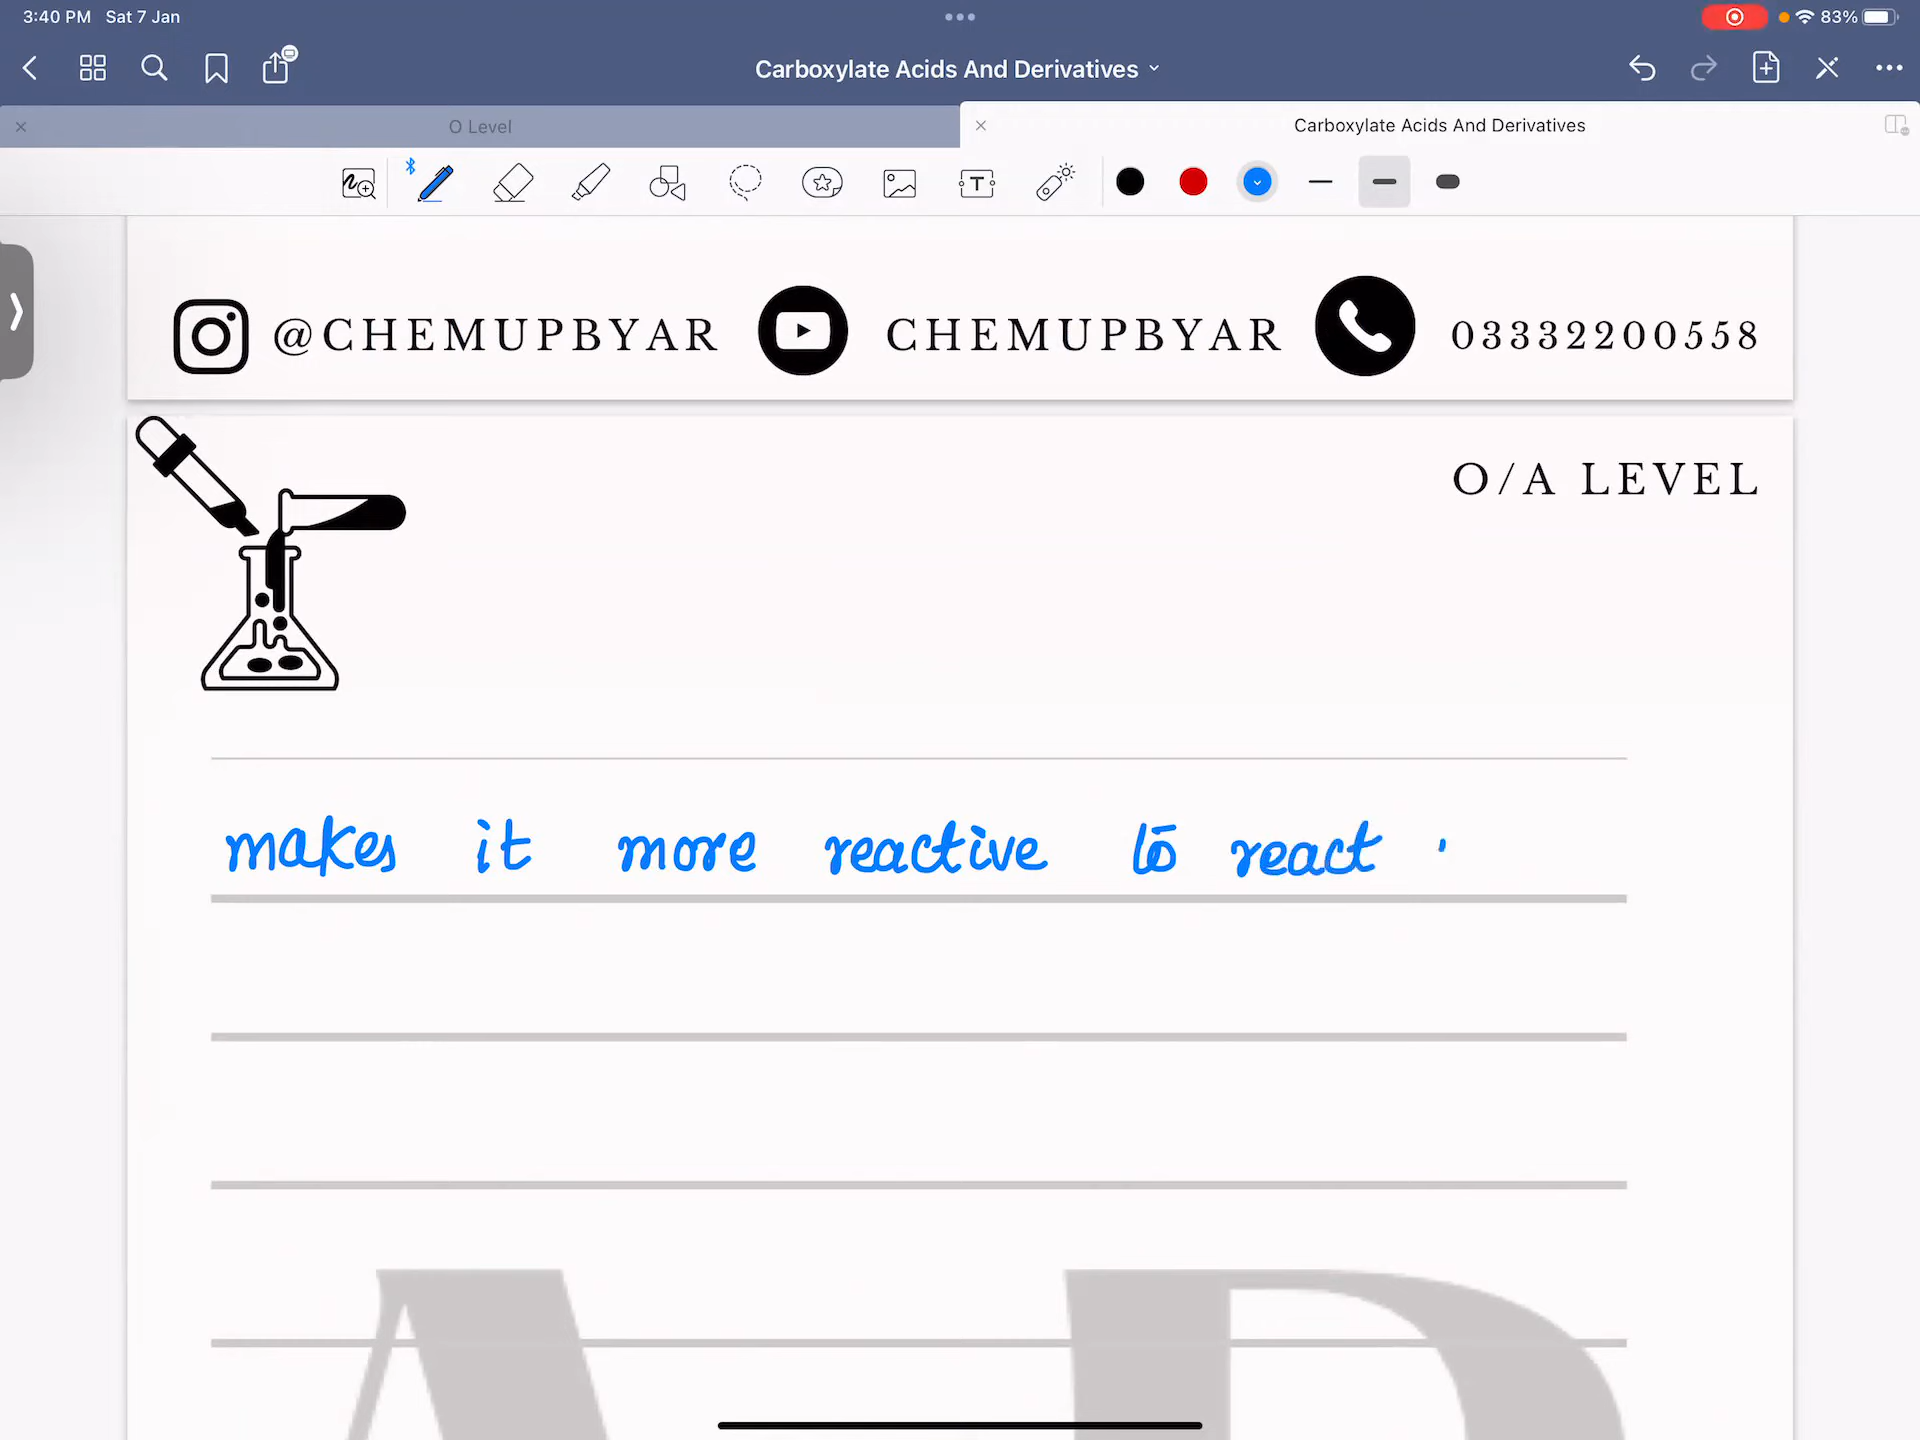 3:40 PM Sat 7 Jan
83%
Carboxylate Acids And Derivatives
O Level
Carboxylate Acids And Derivatives
T
@CHEMUPBYAR CHEMUPBYAR 03332200558
O/A LEVEL
makes it more reactive to react